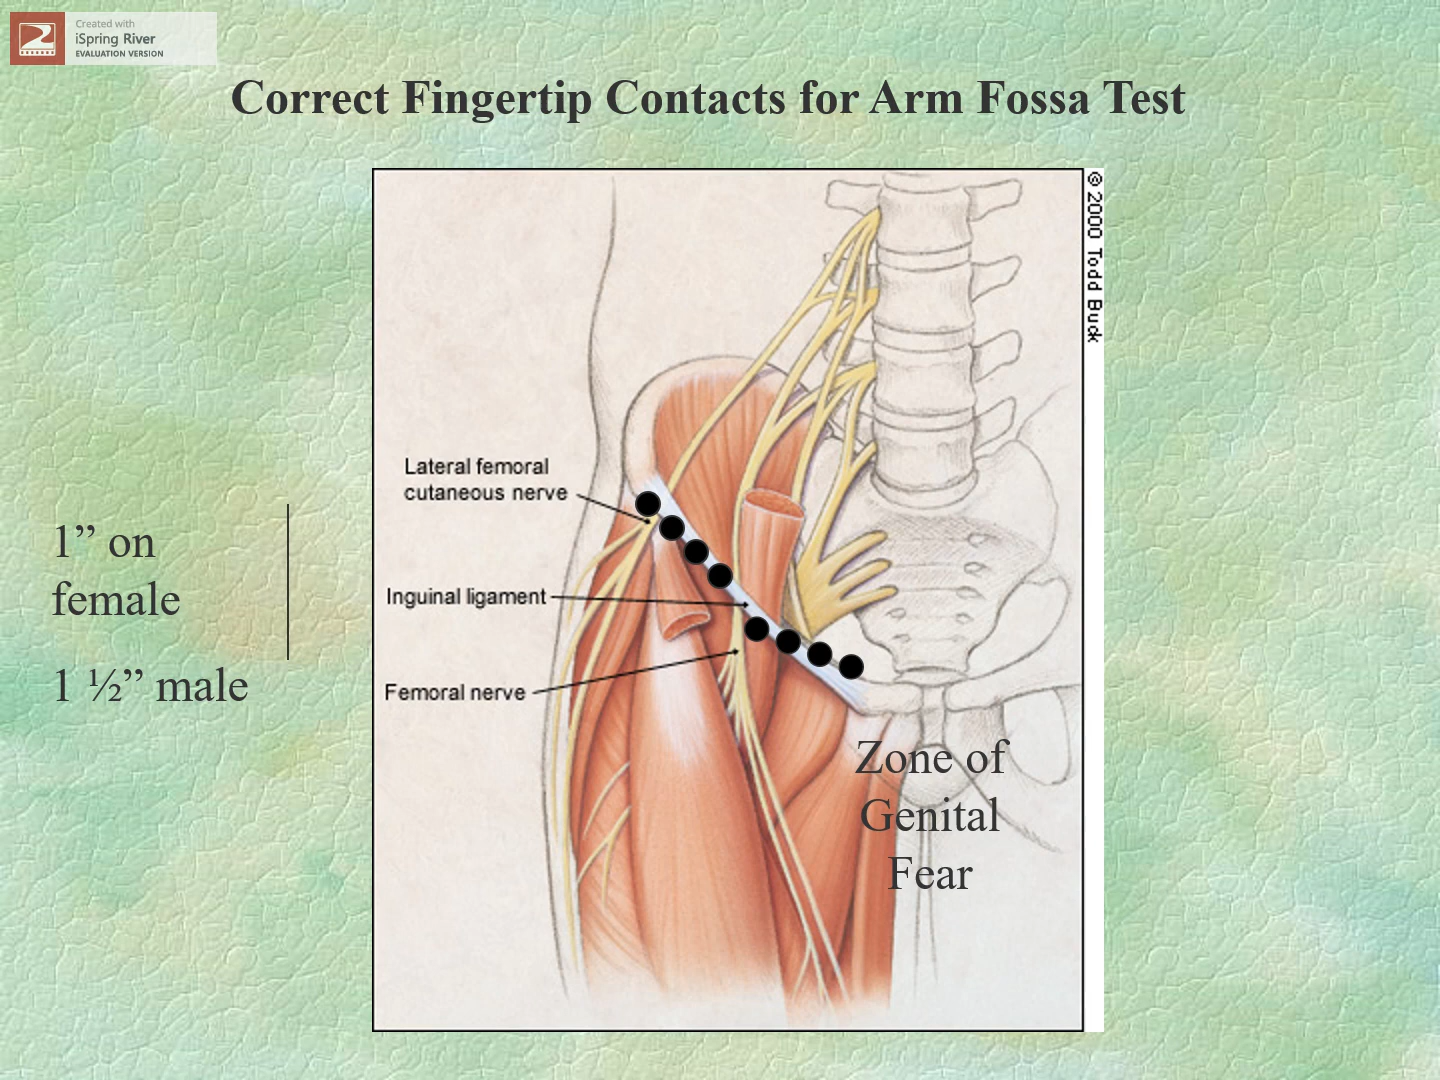 Created with
iSpring River
EVALUATION VERSION
Correct Fingertip Contacts for Arm Fossa Test
© 2000 Todd Buck
Lateral femoral
cutaneous nerve
1” on
female
Inguinal ligament
1 ½” male
Femoral nerve
Zone of
Genital
Fear